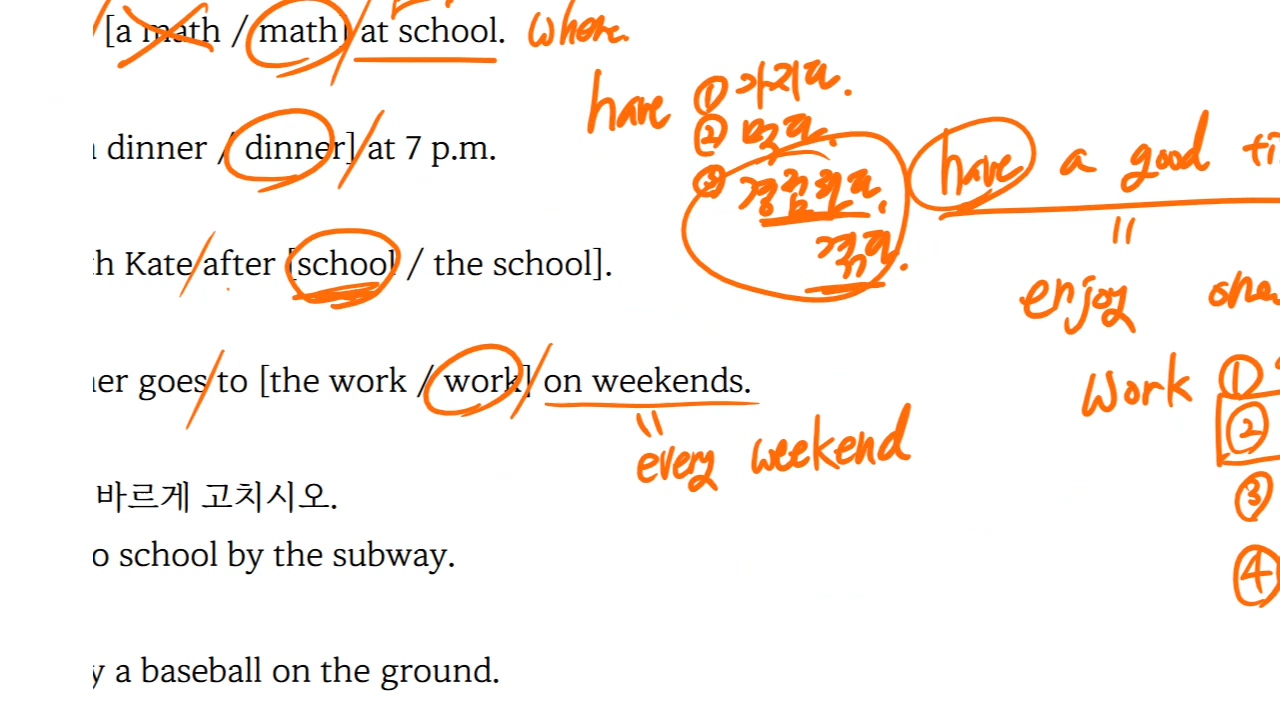 [a math / math] at school. where
have ① 가지다.
② 먹다.
③ 경험한다.
겪다.
have a good
dinner / dinner] at 7 p.m.
enjoy
Kate after [school / the school].
goes to [the work / work] on weekends.
every weekend
work ①
②
③
④
바르게 고치시오.
school by the subway.
a baseball on the ground.